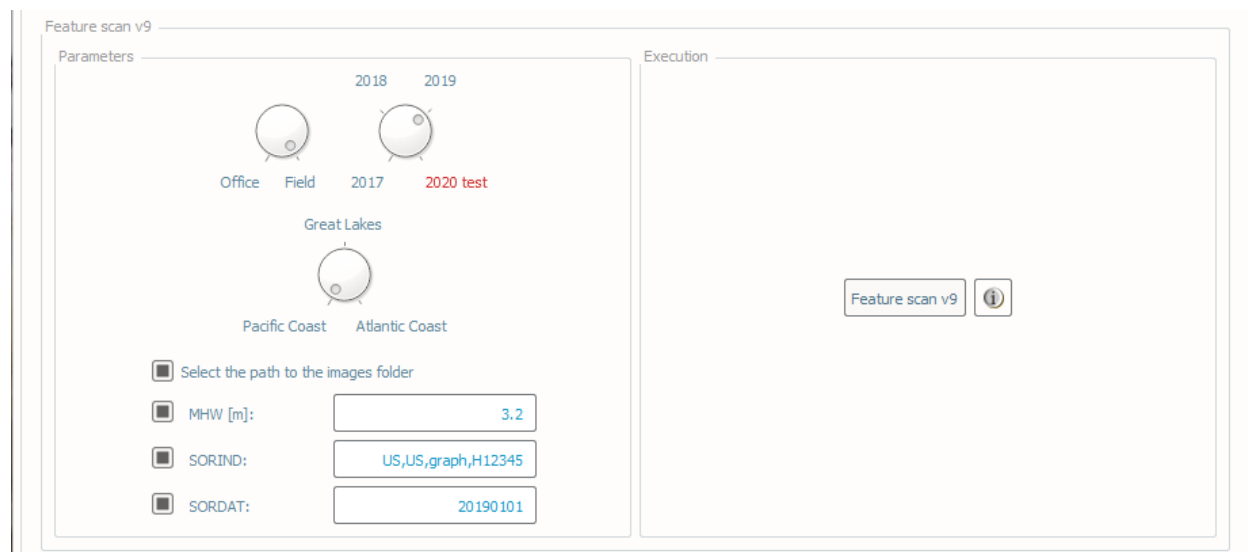 Feature scan v9
Parameters
2018 2019
Office Field 2017 2020 test
Great Lakes
Pacific Coast Atlantic Coast
Select the path to the images folder
MHW [m]: 3.2
SORIND: US,US,graph,H12345
SORDAT: 20190101
Execution
Feature scan v9